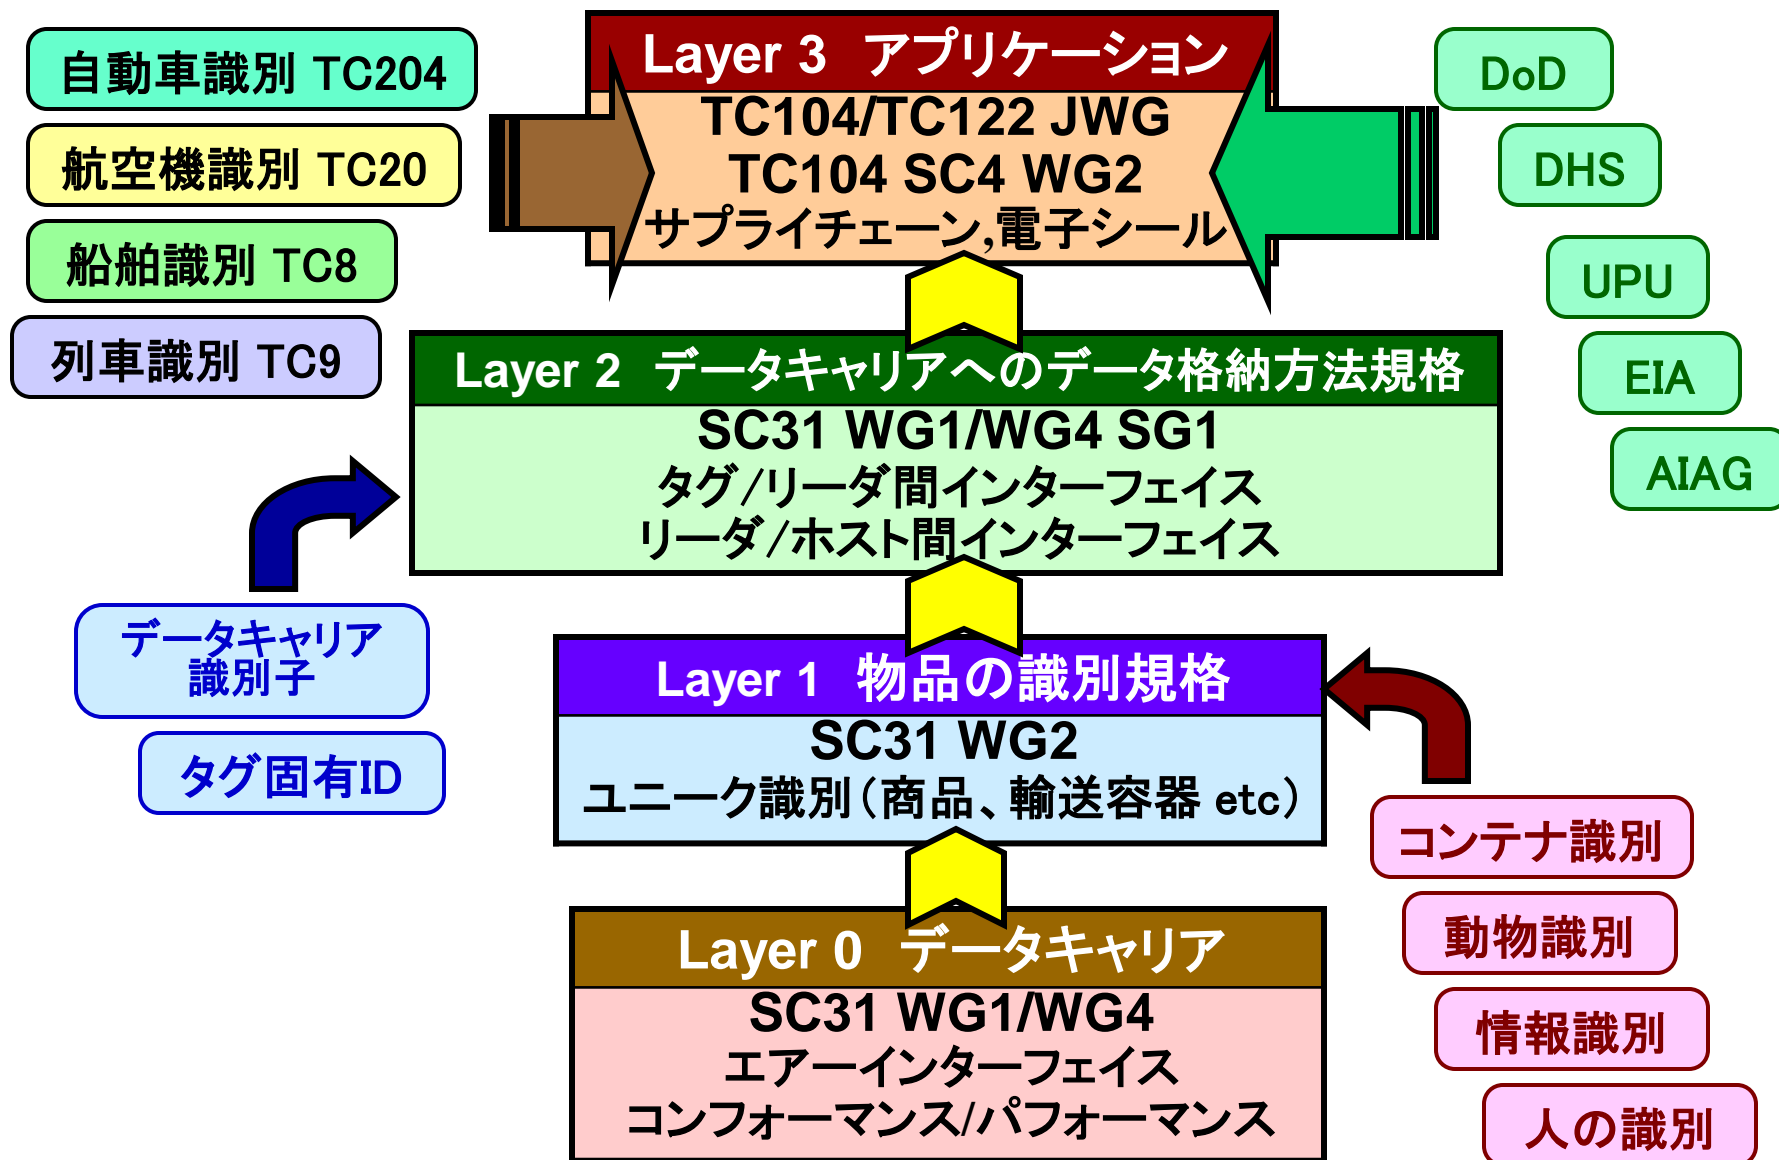 自動車識別 TC204
航空機識別 TC20
船舶識別 TC8
列車識別 TC9
Layer 3 アプリケーション
TC104/TC122 JWG
TC104 SC4 WG2
サプライチェーン,電子シール
DoD
DHS
UPU
EIA
AIAG
Layer 2 データキャリアへのデータ格納方法規格
SC31 WG1/WG4 SG1
タグ/リーダ間インターフェイス
リーダ/ホスト間インターフェイス
データキャリア
識別子
タグ固有ID
Layer 1 物品の識別規格
SC31 WG2
ユニーク識別(商品、輸送容器 etc)
コンテナ識別
動物識別
情報識別
人の識別
Layer 0 データキャリア
SC31 WG1/WG4
エアーインターフェイス
コンフォーマンス/パフォーマンス